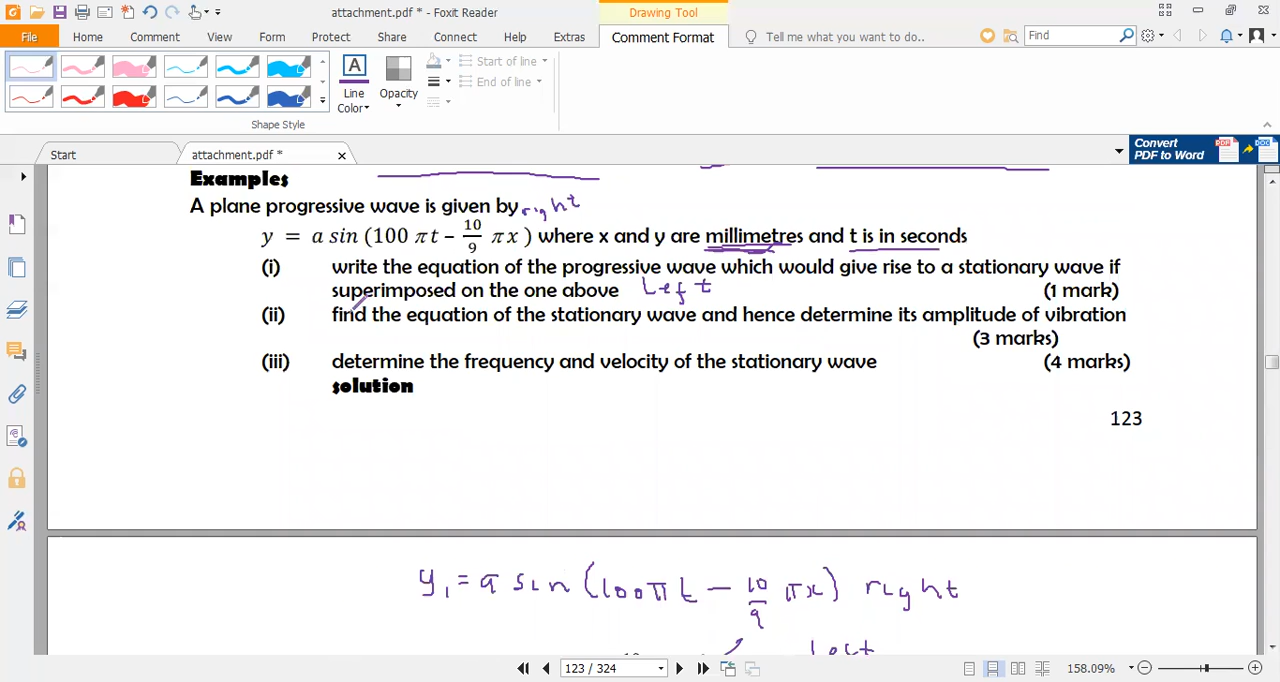 attachment.pdf * - Foxit Reader
Drawing Tool
File Home Comment View Form Protect Share Connect Help Extras Comment Format Tell me what you want to do.. Find
Start of line
End of line
Line Color
Opacity
Shape Style
Start
attachment.pdf *
Convert PDF to Word
Examples
A plane progressive wave is given by right
y = a sin (100 πt − 10/9 πx) where x and y are millimetres and t is in seconds
(i) write the equation of the progressive wave which would give rise to a stationary wave if
superimposed on the one above Left (1 mark)
(ii) find the equation of the stationary wave and hence determine its amplitude of vibration
(3 marks)
(iii) determine the frequency and velocity of the stationary wave (4 marks)
solution
123
y₁ = a sin (100πt − 10/9 πx) right
left
123 / 324
158.09%